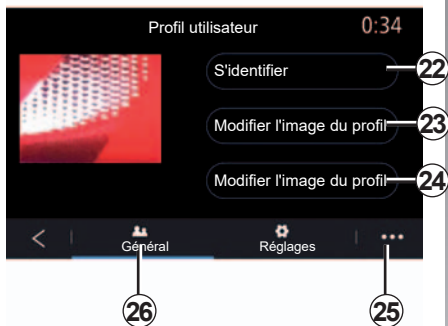 Profil utilisateur 0:34
S'identifier 22
Modifier l'image du profil 23
Modifier l'image du profil 24
Général Réglages
26 25